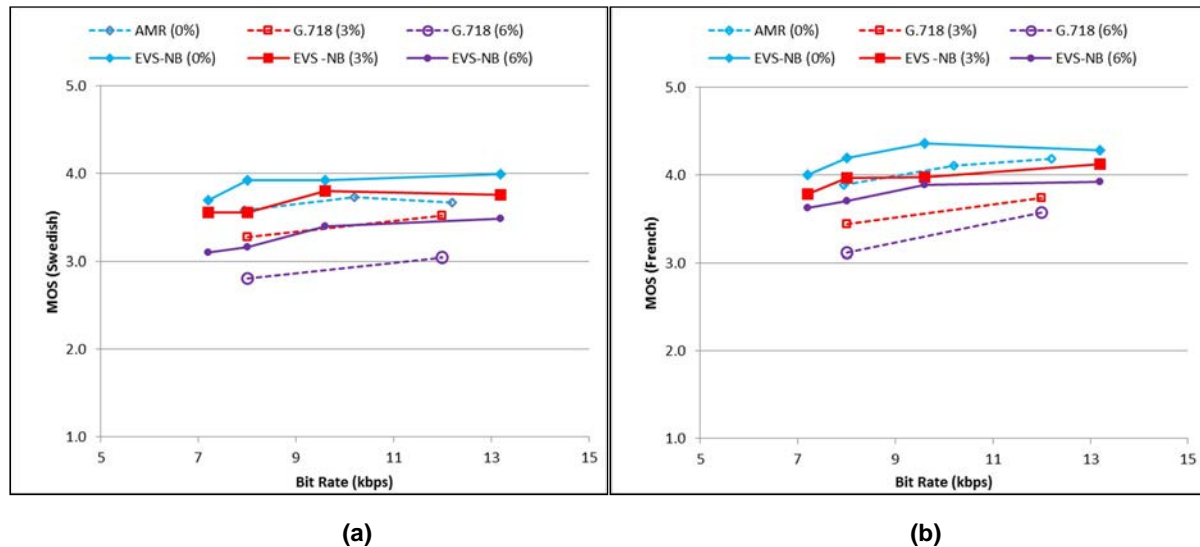 AMR (0%) G.718 (3%) G.718 (6%)
EVS-NB (0%) EVS -NB (3%) EVS-NB (6%)
5.0
4.0
3.0
2.0
1.0
MOS (Swedish)
5 7 9 11 13 15
Bit Rate (kbps)
(a)
AMR (0%) G.718 (3%) G.718 (6%)
EVS-NB (0%) EVS -NB (3%) EVS-NB (6%)
5.0
4.0
3.0
2.0
1.0
MOS (French)
5 7 9 11 13 15
Bit Rate (kbps)
(b)